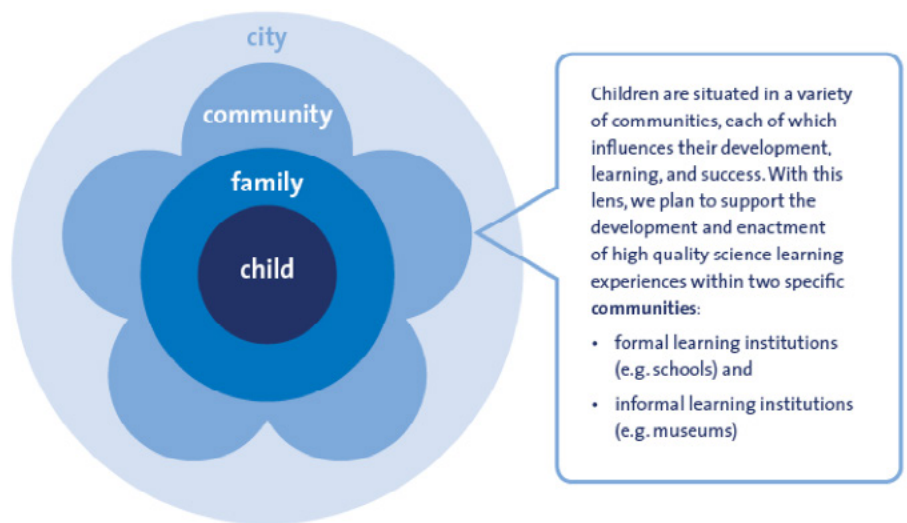 city
community
family
child
Children are situated in a variety
of communities, each of which
influences their development,
learning, and success. With this
lens, we plan to support the
development and enactment
of high quality science learning
experiences within two specific
communities:
• formal learning institutions
(e.g. schools) and
• informal learning institutions
(e.g. museums)